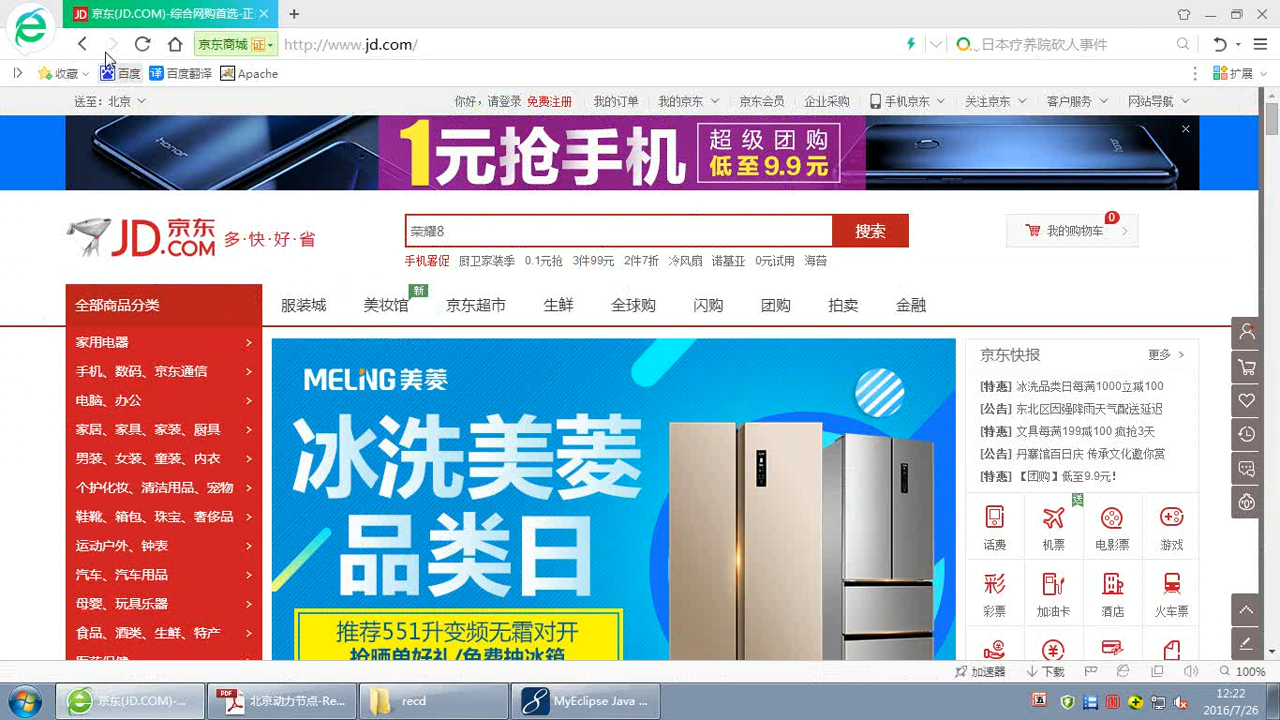 京东(JD.COM)-综合网购首选-正
京东商城 证
http://www.jd.com/
日本疗养院砍人事件
收藏 百度 译 百度翻译 Apache 扩展
送至: 北京
你好, 请登录 免费注册 我的订单 我的京东 京东会员 企业采购 手机京东 关注京东 客户服务 网站导航
honor
1元抢手机
超级团购
低至9.9元
JD.COM 京东 多·快·好·省
荣耀8 搜索
我的购物车 0
手机署促 厨卫家装季 0.1元抢 3件99元 2件7折 冷风扇 诺基亚 0元试用 海苔
全部商品分类
服装城 美妆馆 新 京东超市 生鲜 全球购 闪购 团购 拍卖 金融
家用电器
手机、数码、京东通信
电脑、办公
家居、家具、家装、厨具
男装、女装、童装、内衣
个护化妆、清洁用品、宠物
鞋靴、箱包、珠宝、奢侈品
运动户外、钟表
汽车、汽车用品
母婴、玩具乐器
食品、酒类、生鲜、特产
医药保健
MELING美菱
冰洗美菱
品类日
推荐551升变频无霜对开
抢晒单好礼/免费抽冰箱
京东快报 更多
[特惠] 冰洗品类日每满1000立减100
[公告] 东北区因强降雨天气配送延迟
[特惠] 文具每满199减100 疯抢3天
[公告] 丹寨馆百日庆 传承文化邀你赏
[特惠] 【团购】低至9.9元!
话费 机票 电影票 游戏
彩票 加油卡 酒店 火车票
加速器 下载 100%
京东(JD.COM)-...
北京动力节点-Re...
recd
MyEclipse Java ...
12:22
2016/7/26